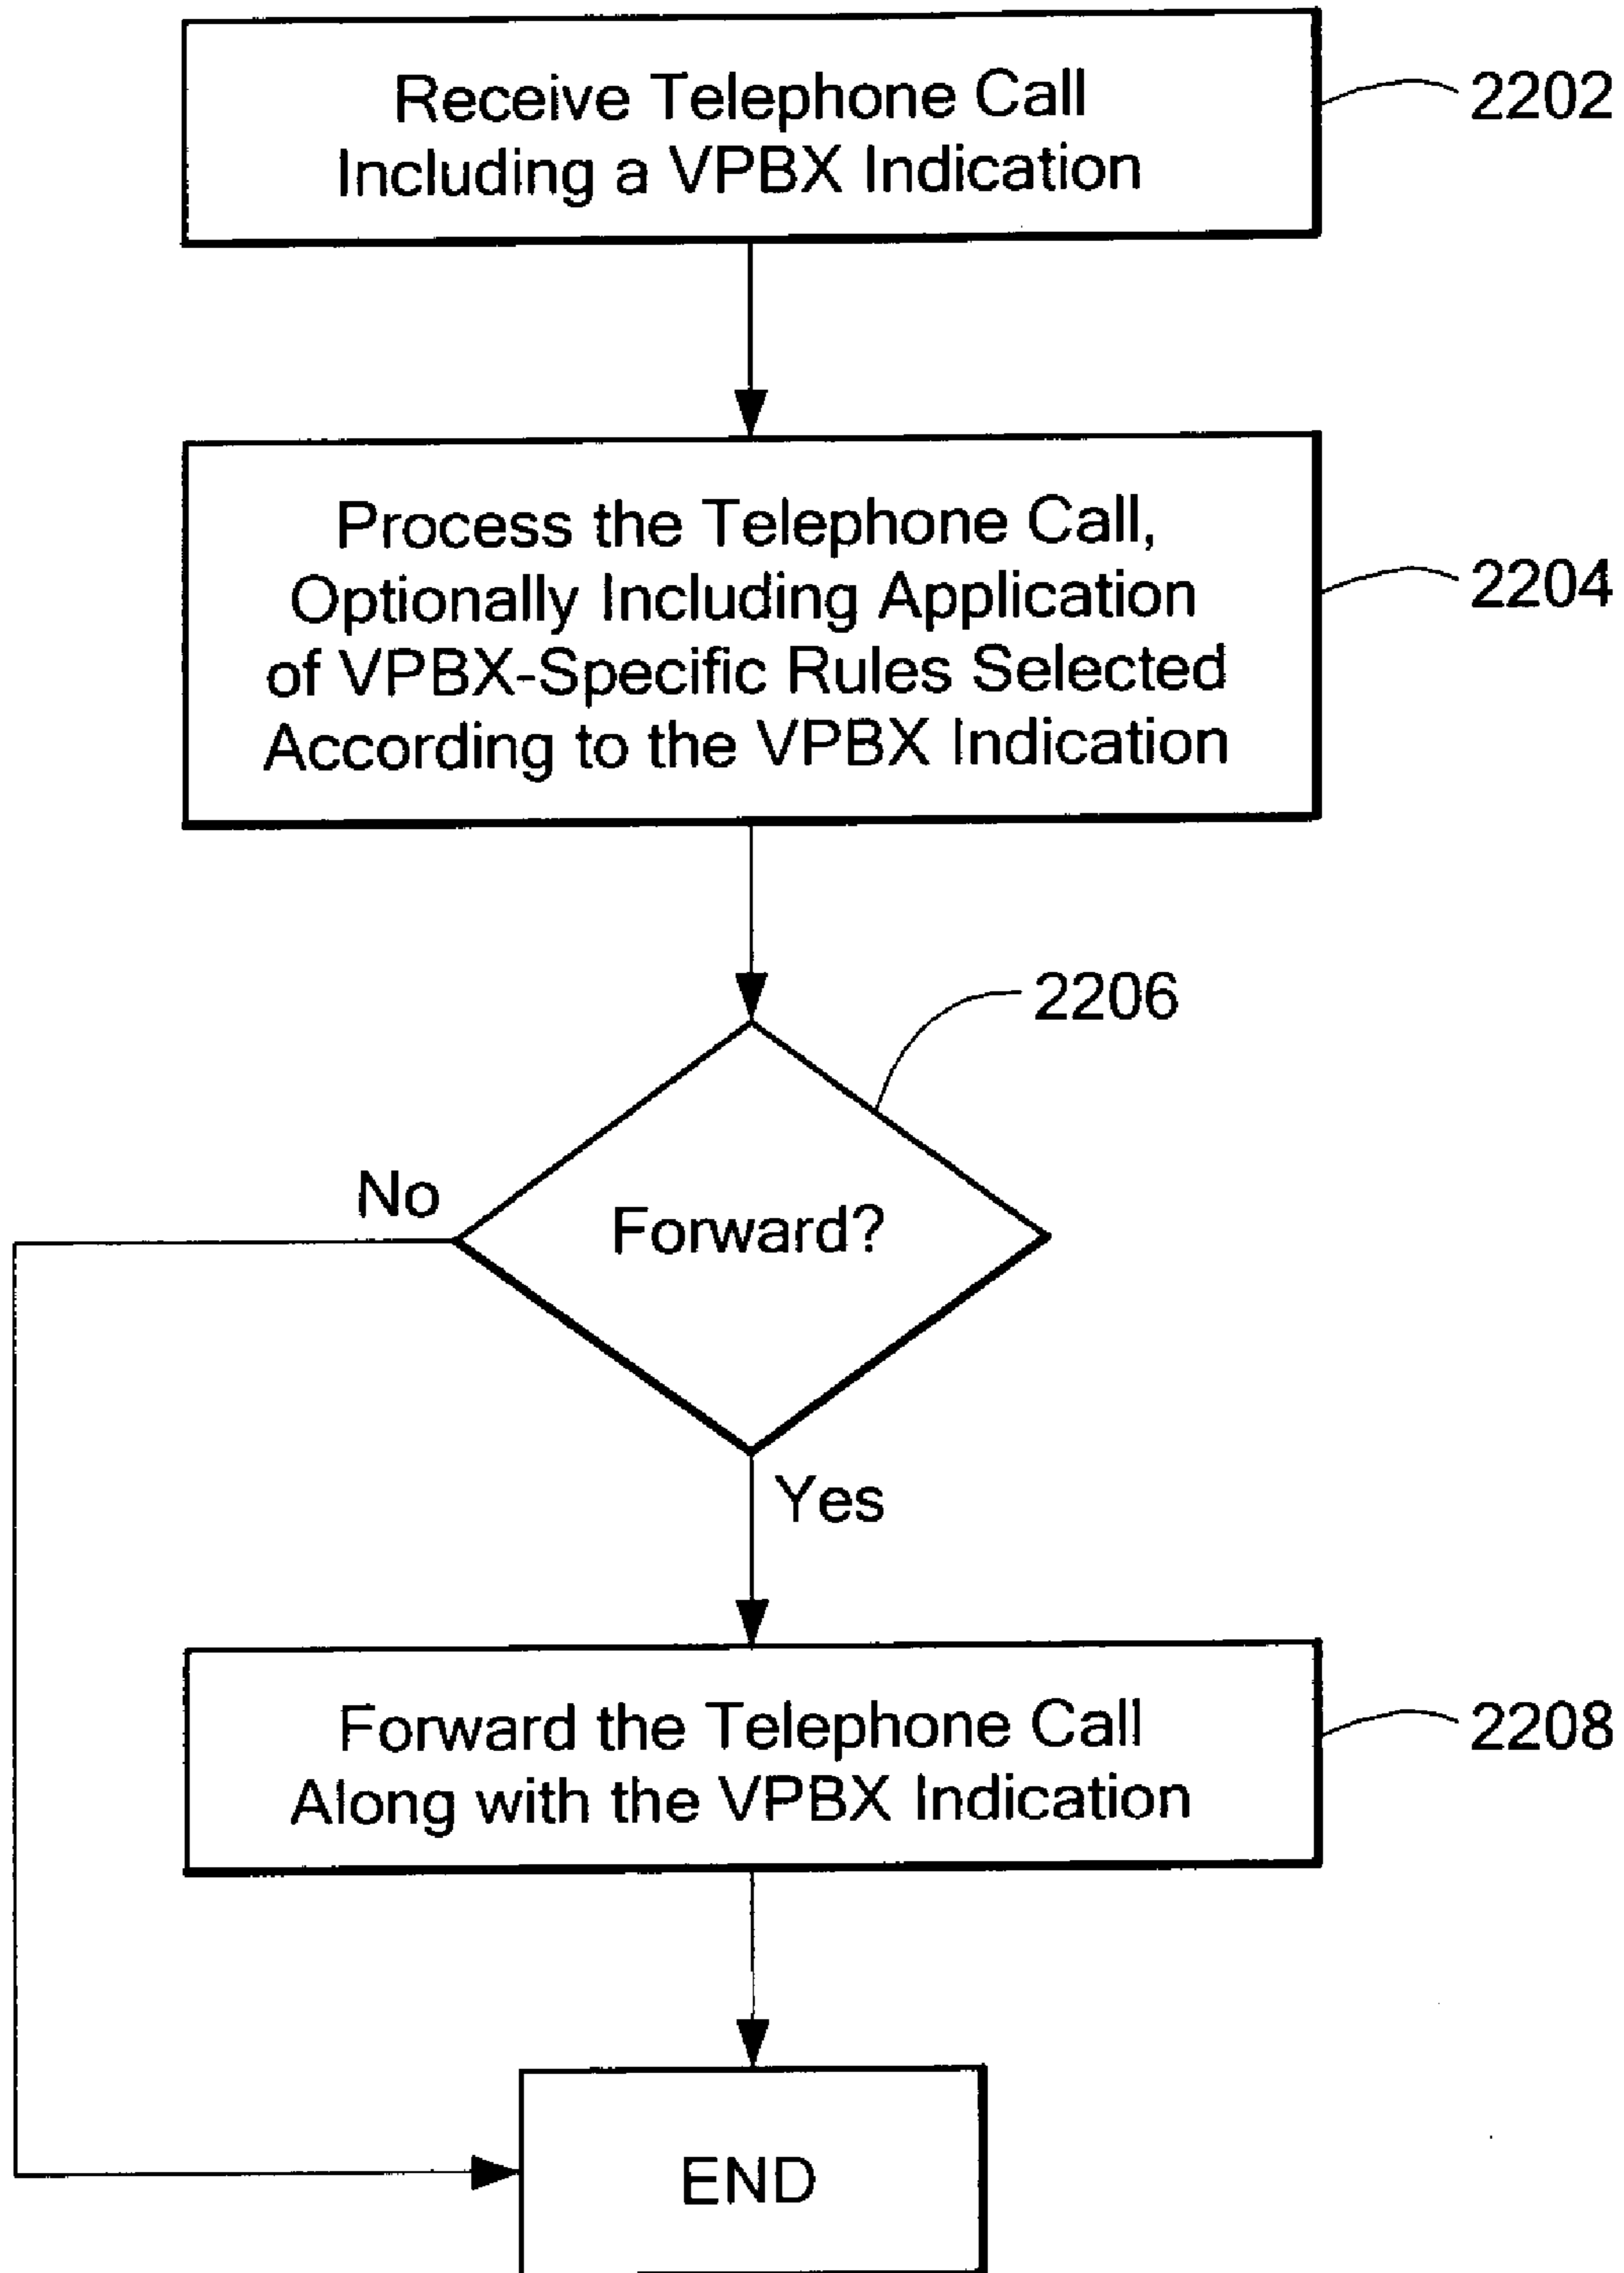 Receive Telephone Call
Including a VPBX Indication
2202
Process the Telephone Call,
Optionally Including Application
of VPBX-Specific Rules Selected
According to the VPBX Indication
2204
2206
Forward?
No
Yes
Forward the Telephone Call
Along with the VPBX Indication
2208
END